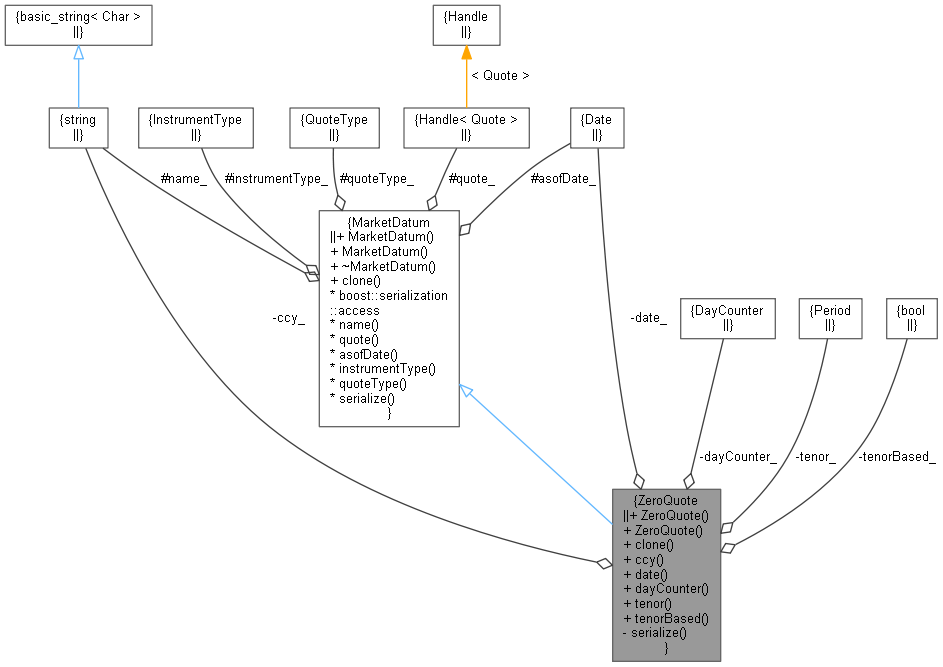 {basic_string< Char >
||}
{Handle
||}
< Quote >
{string
||}
{InstrumentType
||}
{QuoteType
||}
{Handle< Quote >
||}
{Date
||}
#name_
#instrumentType_
#quoteType_
#quote_
#asofDate_
{MarketDatum
||+ MarketDatum()
+ MarketDatum()
+ ~MarketDatum()
+ clone()
* boost::serialization
::access
* name()
* quote()
* asofDate()
* instrumentType()
* quoteType()
* serialize()
}
-ccy_
-date_
{DayCounter
||}
{Period
||}
{bool
||}
-dayCounter_
-tenor_
-tenorBased_
{ZeroQuote
||+ ZeroQuote()
+ ZeroQuote()
+ clone()
+ ccy()
+ date()
+ dayCounter()
+ tenor()
+ tenorBased()
- serialize()
}